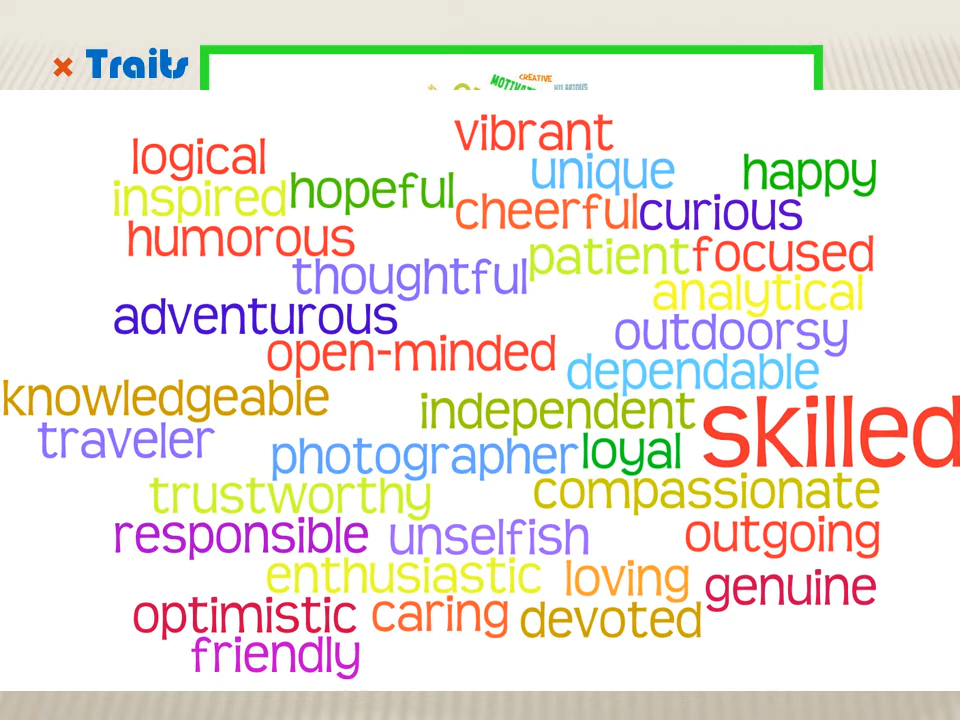 Traits
CREATIVE
vibrant
logical
unique
happy
inspired
hopeful
cheerful
curious
humorous
patient
focused
thoughtful
analytical
adventurous
outdoorsy
open-minded
dependable
knowledgeable
independent
skilled
traveler
photographer
loyal
trustworthy
compassionate
responsible
unselfish
outgoing
enthusiastic
loving
genuine
optimistic
caring
devoted
friendly